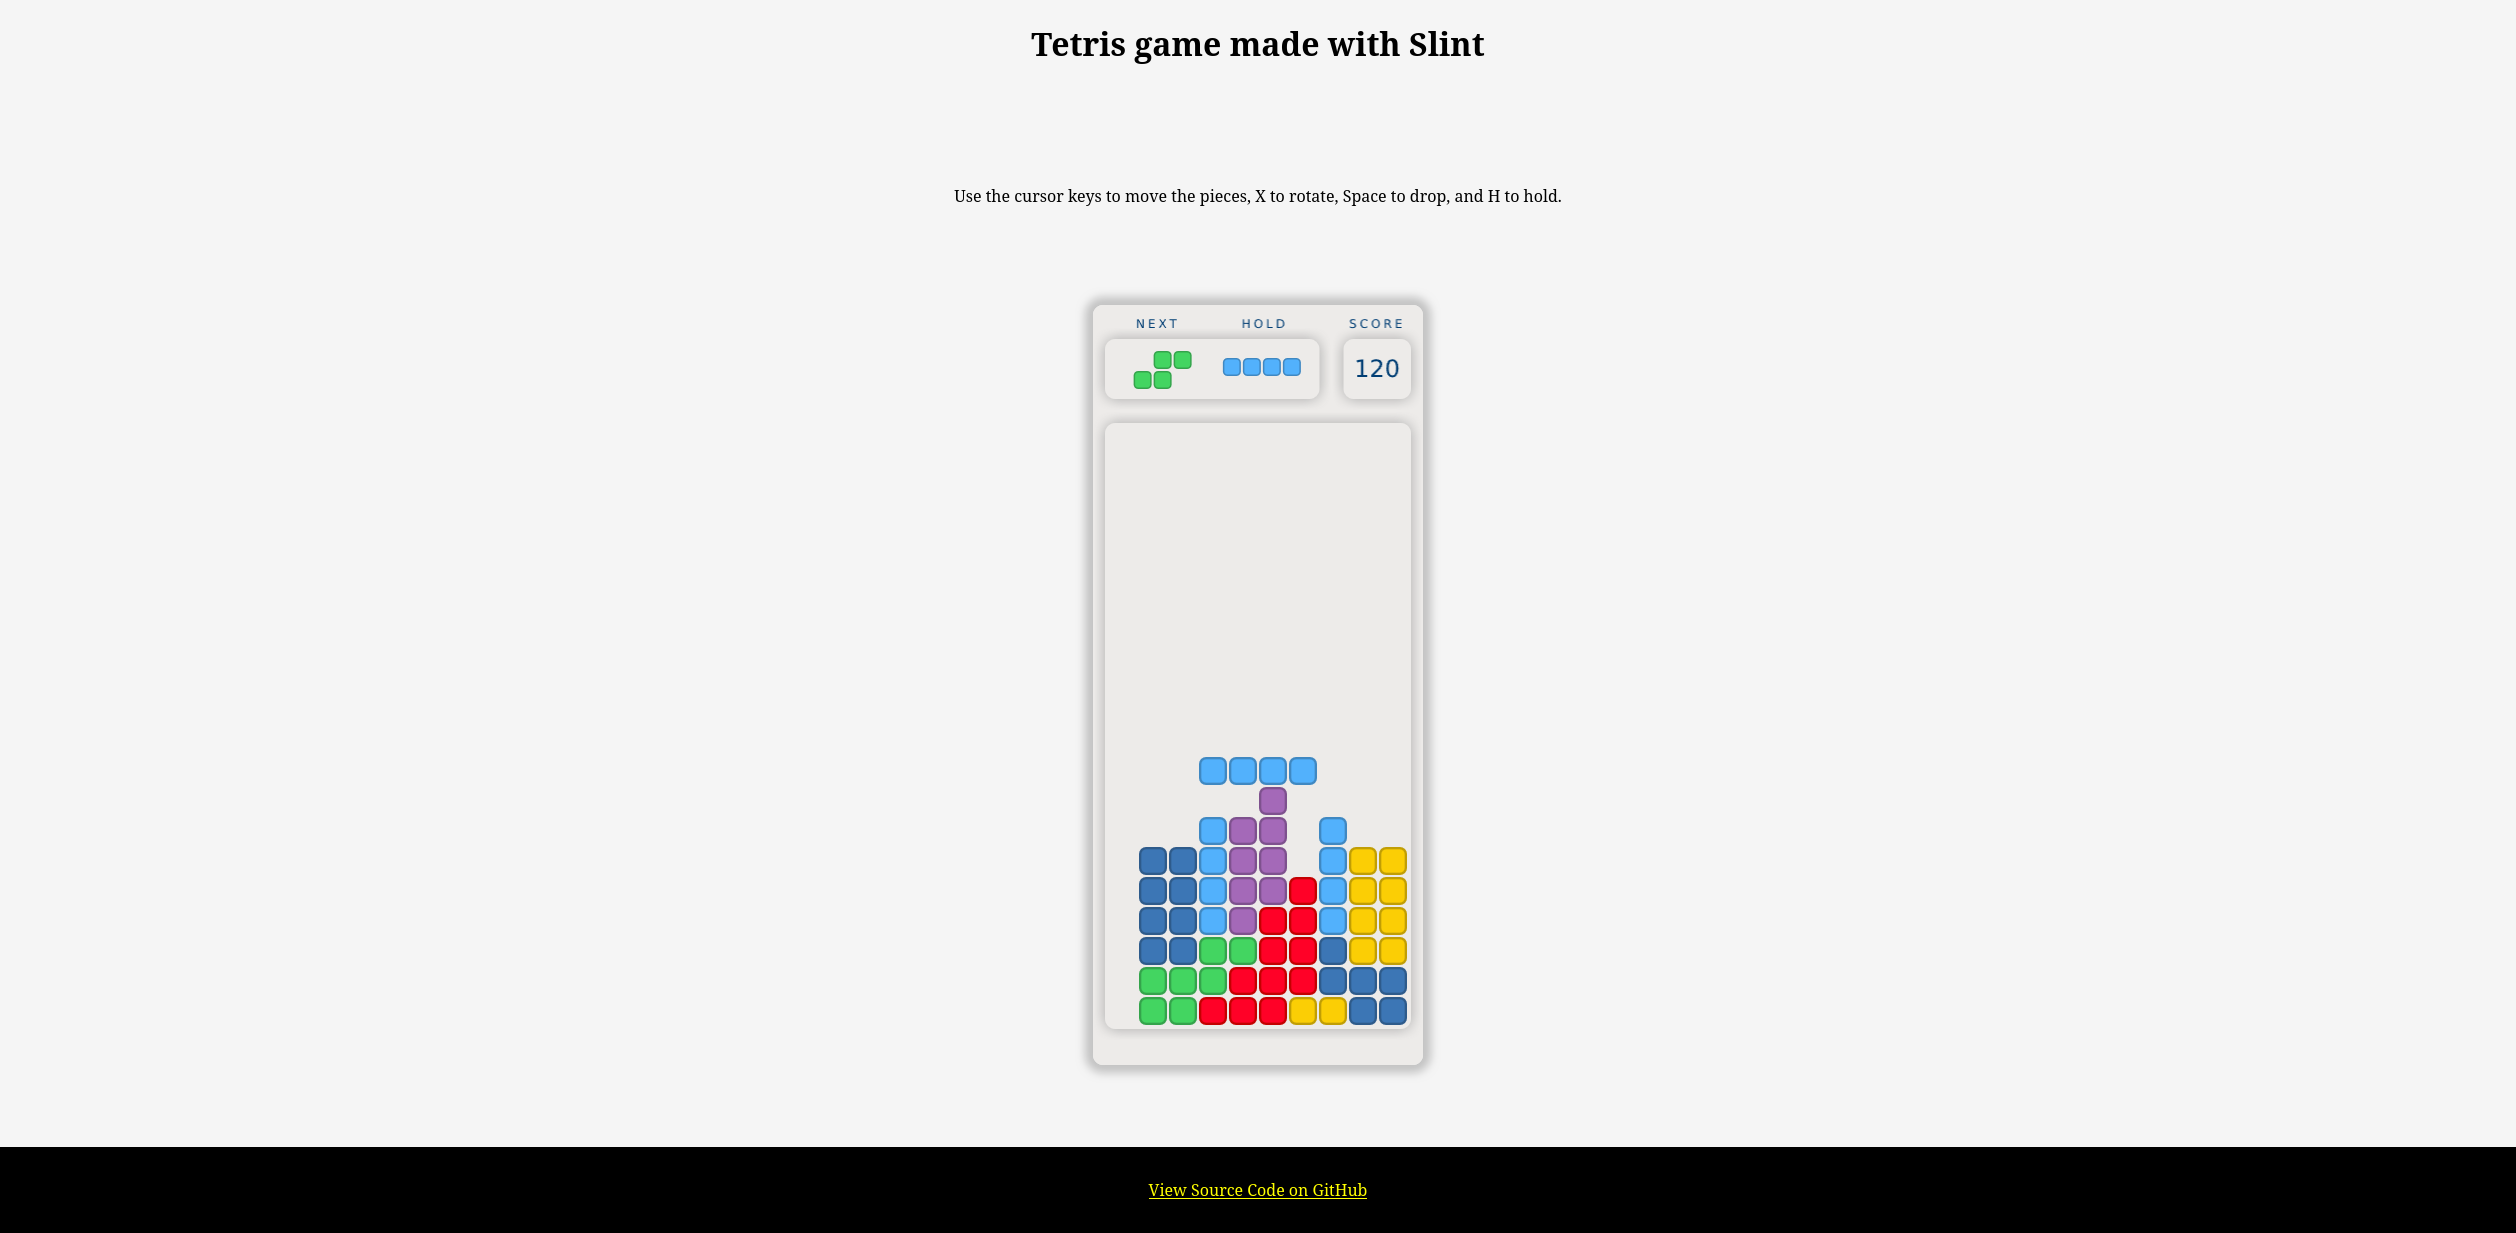 Tetris game made with Slint
Use the cursor keys to move the pieces, X to rotate, Space to drop, and H to hold.
NEXT HOLD SCORE
120
View Source Code on GitHub